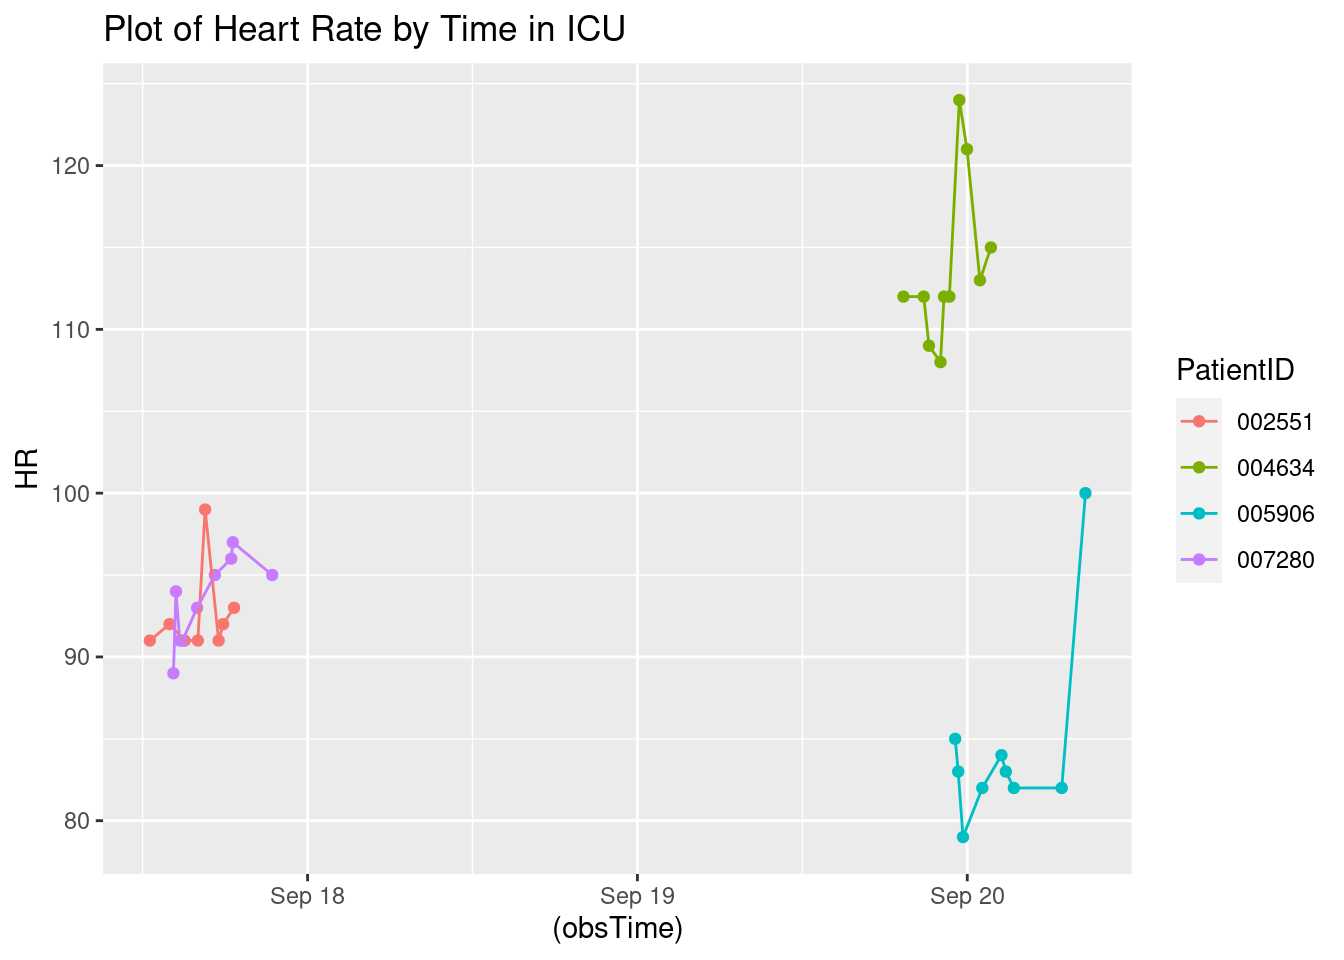 Plot of Heart Rate by Time in ICU
HR
120
110
100
90
80
Sep 18
Sep 19
Sep 20
(obsTime)
PatientID
002551
004634
005906
007280